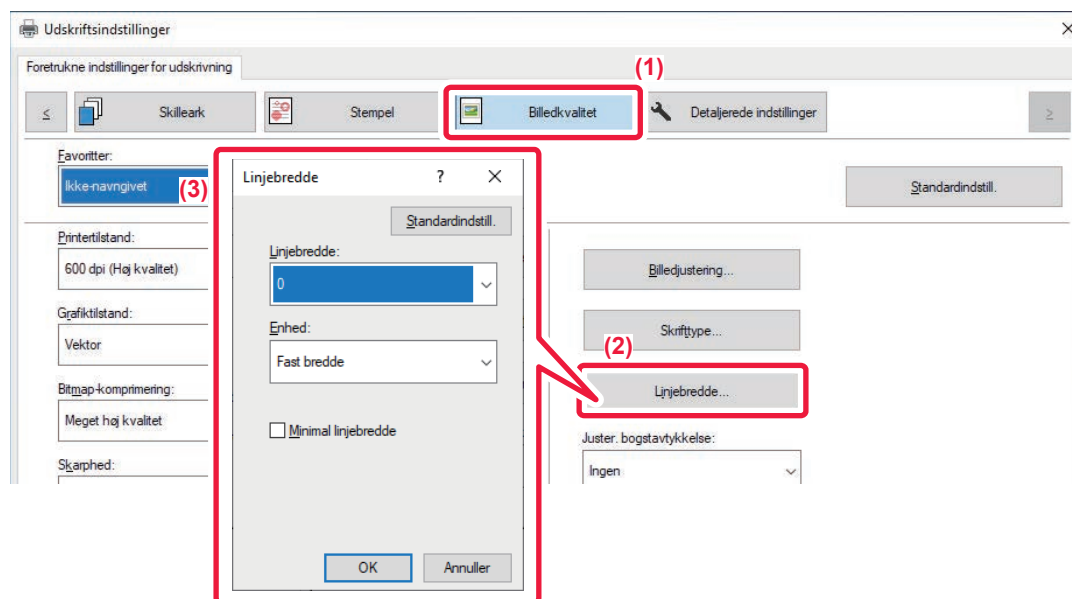 Udskriftsindstillinger
Foretrukne indstillinger for udskrivning
(1)
< Skilleark Stempel Billedkvalitet Detaljerede indstillinger >
Favoritter:
Ikke-navngivet
(3)
Standardindstill.
Linjebredde ?
Standardindstill.
Linjebredde:
0
Enhed:
Fast bredde
Minimal linjebredde
OK Annuller
Printertilstand:
600 dpi (Høj kvalitet)
Grafiktilstand:
Vektor
Bitmap-komprimering:
Meget høj kvalitet
Skarphed:
Billedjustering...
Skrifttype...
(2)
Linjebredde...
Juster. bogstavtykkelse:
Ingen